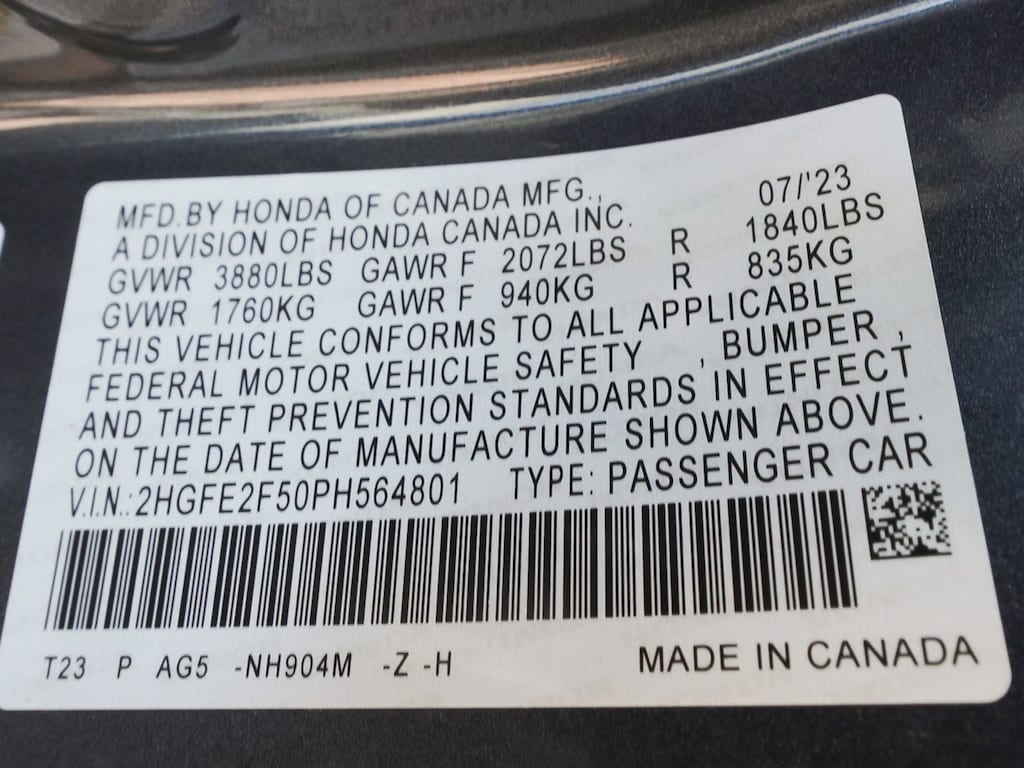 MFD. BY HONDA OF CANADA MFG., 07/'23
A DIVISION OF HONDA CANADA INC.
GVWR 3880LBS GAWR F 2072LBS R 1840LBS
GVWR 1760KG GAWR F 940KG R 835KG
THIS VEHICLE CONFORMS TO ALL APPLICABLE
FEDERAL MOTOR VEHICLE SAFETY , BUMPER ,
AND THEFT PREVENTION STANDARDS IN EFFECT
ON THE DATE OF MANUFACTURE SHOWN ABOVE.
V.I.N.:2HGFE2F50PH564801 TYPE: PASSENGER CAR
T23 P AG5 -NH904M -Z -H MADE IN CANADA